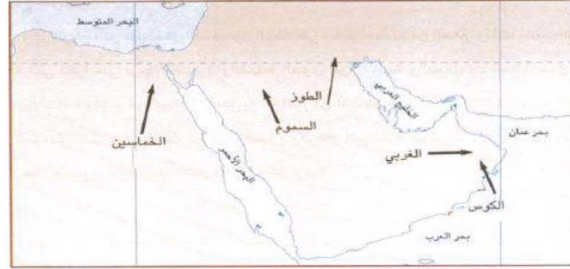 البحر المتوسط
الطوز
الخليج العربي
السموم
الخماسين
بحر عمان
الغربي
البحر الأحمر
الكوس
بحر العرب